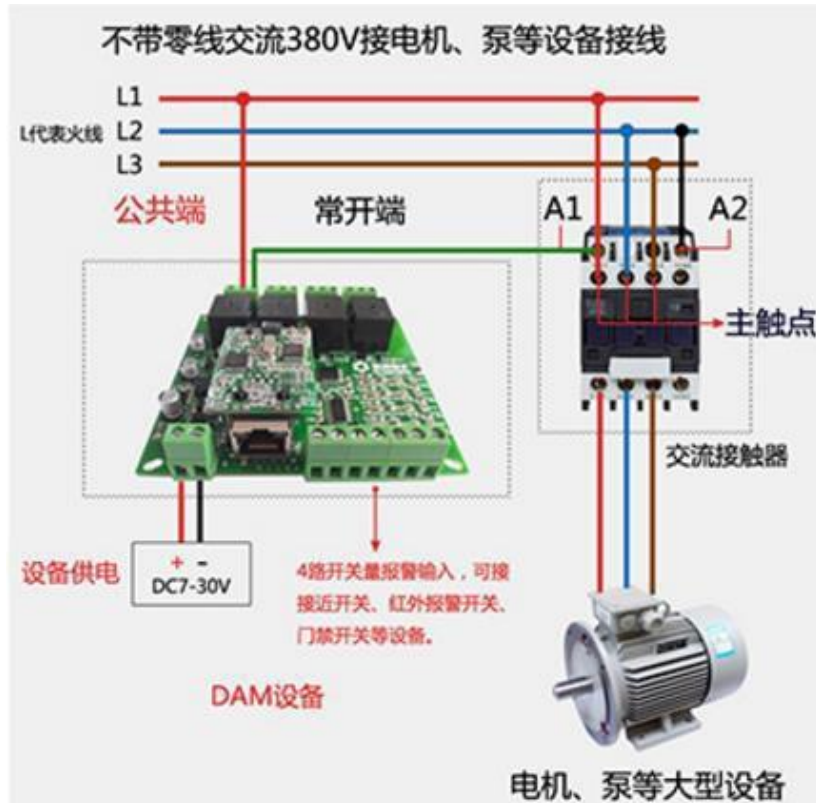 不带零线交流380V接电机、泵等设备接线
L1
L代表火线 L2
L3
公共端 常开端 A1 A2
主触点
交流接触器
设备供电 + -
DC7-30V
4路开关量报警输入，可接
接近开关、红外报警开关、
门禁开关等设备。
DAM设备
电机、泵等大型设备